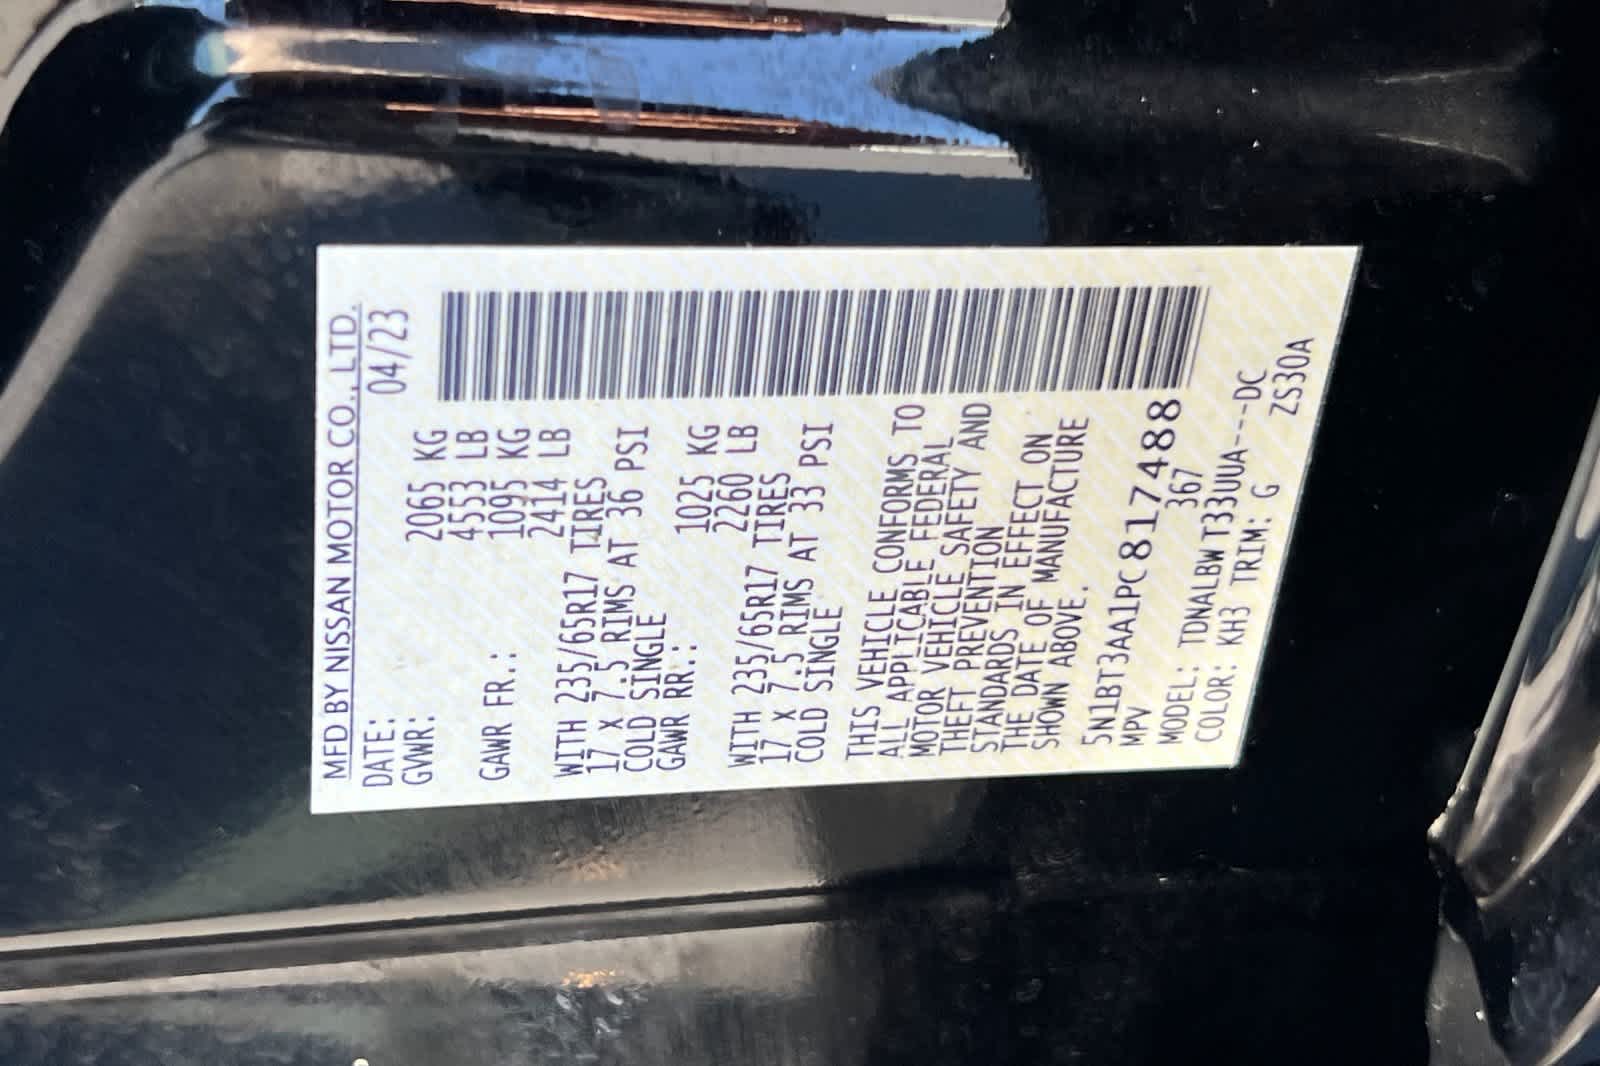 MFD BY NISSAN MOTOR CO., LTD.
DATE: 04/23
GVWR: 2065 KG
4553 LB
GAWR FR.: 1095 KG
2414 LB
WITH 235/65R17 TIRES
17 X 7.5 RIMS AT 36 PSI
COLD SINGLE
GAWR RR.: 1025 KG
2260 LB
WITH 235/65R17 TIRES
17 X 7.5 RIMS AT 33 PSI
COLD SINGLE
THIS VEHICLE CONFORMS TO
ALL APPLICABLE FEDERAL
MOTOR VEHICLE SAFETY AND
THEFT PREVENTION
STANDARDS IN EFFECT ON
THE DATE OF MANUFACTURE
SHOWN ABOVE.
5N1BT3AA1PC817488
MPV 367
MODEL: TDNALBWT33UUA---DC
COLOR: KH3 TRIM: G ZS30A